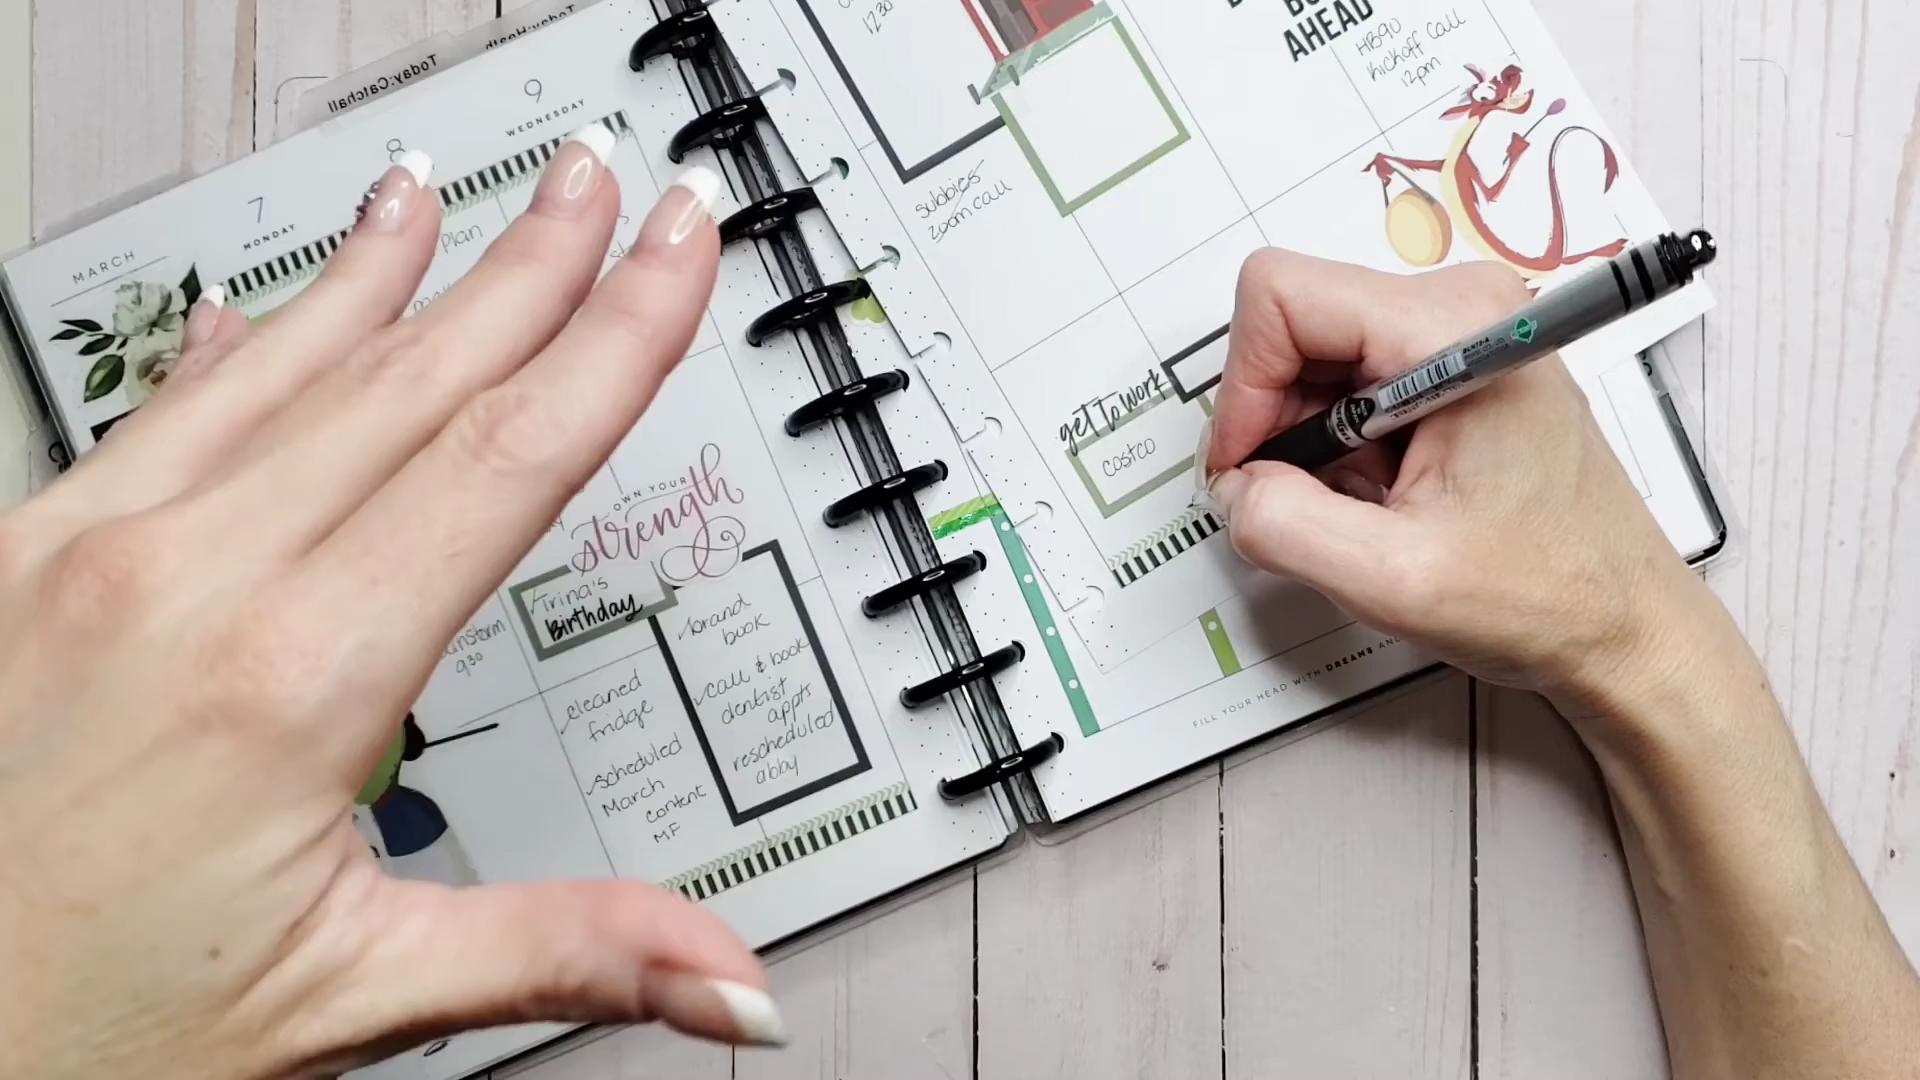 Today:Catchall
MARCH
7
MONDAY
8
9
WEDNESDAY
plan
OWN YOUR
strength
Airina's
Birthday
9³⁰
cleaned
fridge
scheduled
March
content
MF
brand
book
call & book
dentist
appts
rescheduled
abby
12³⁰
subbies
zoom call
AHEAD
HB90
Kickoff Call
12pm
get to work
costco
FILL YOUR HEAD WITH DREAMS AND